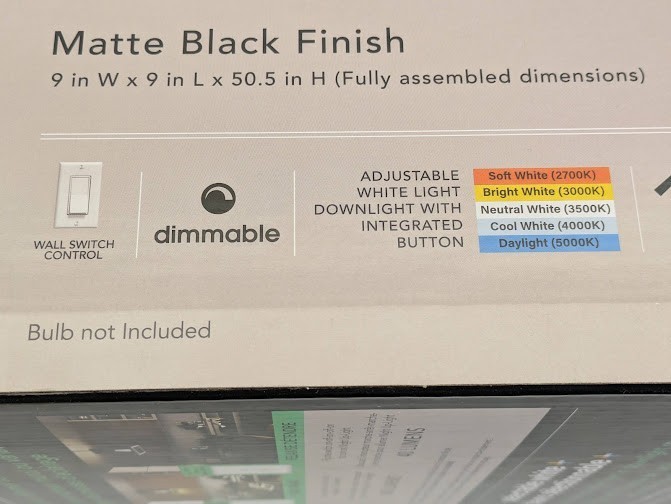 Matte Black Finish
9 in W x 9 in L x 50.5 in H (Fully assembled dimensions)
WALL SWITCH
CONTROL
dimmable
ADJUSTABLE
WHITE LIGHT
DOWNLIGHT WITH
INTEGRATED
BUTTON
Soft White (2700K)
Bright White (3000K)
Neutral White (3500K)
Cool White (4000K)
Daylight (5000K)
Bulb not Included
40 LUMENS